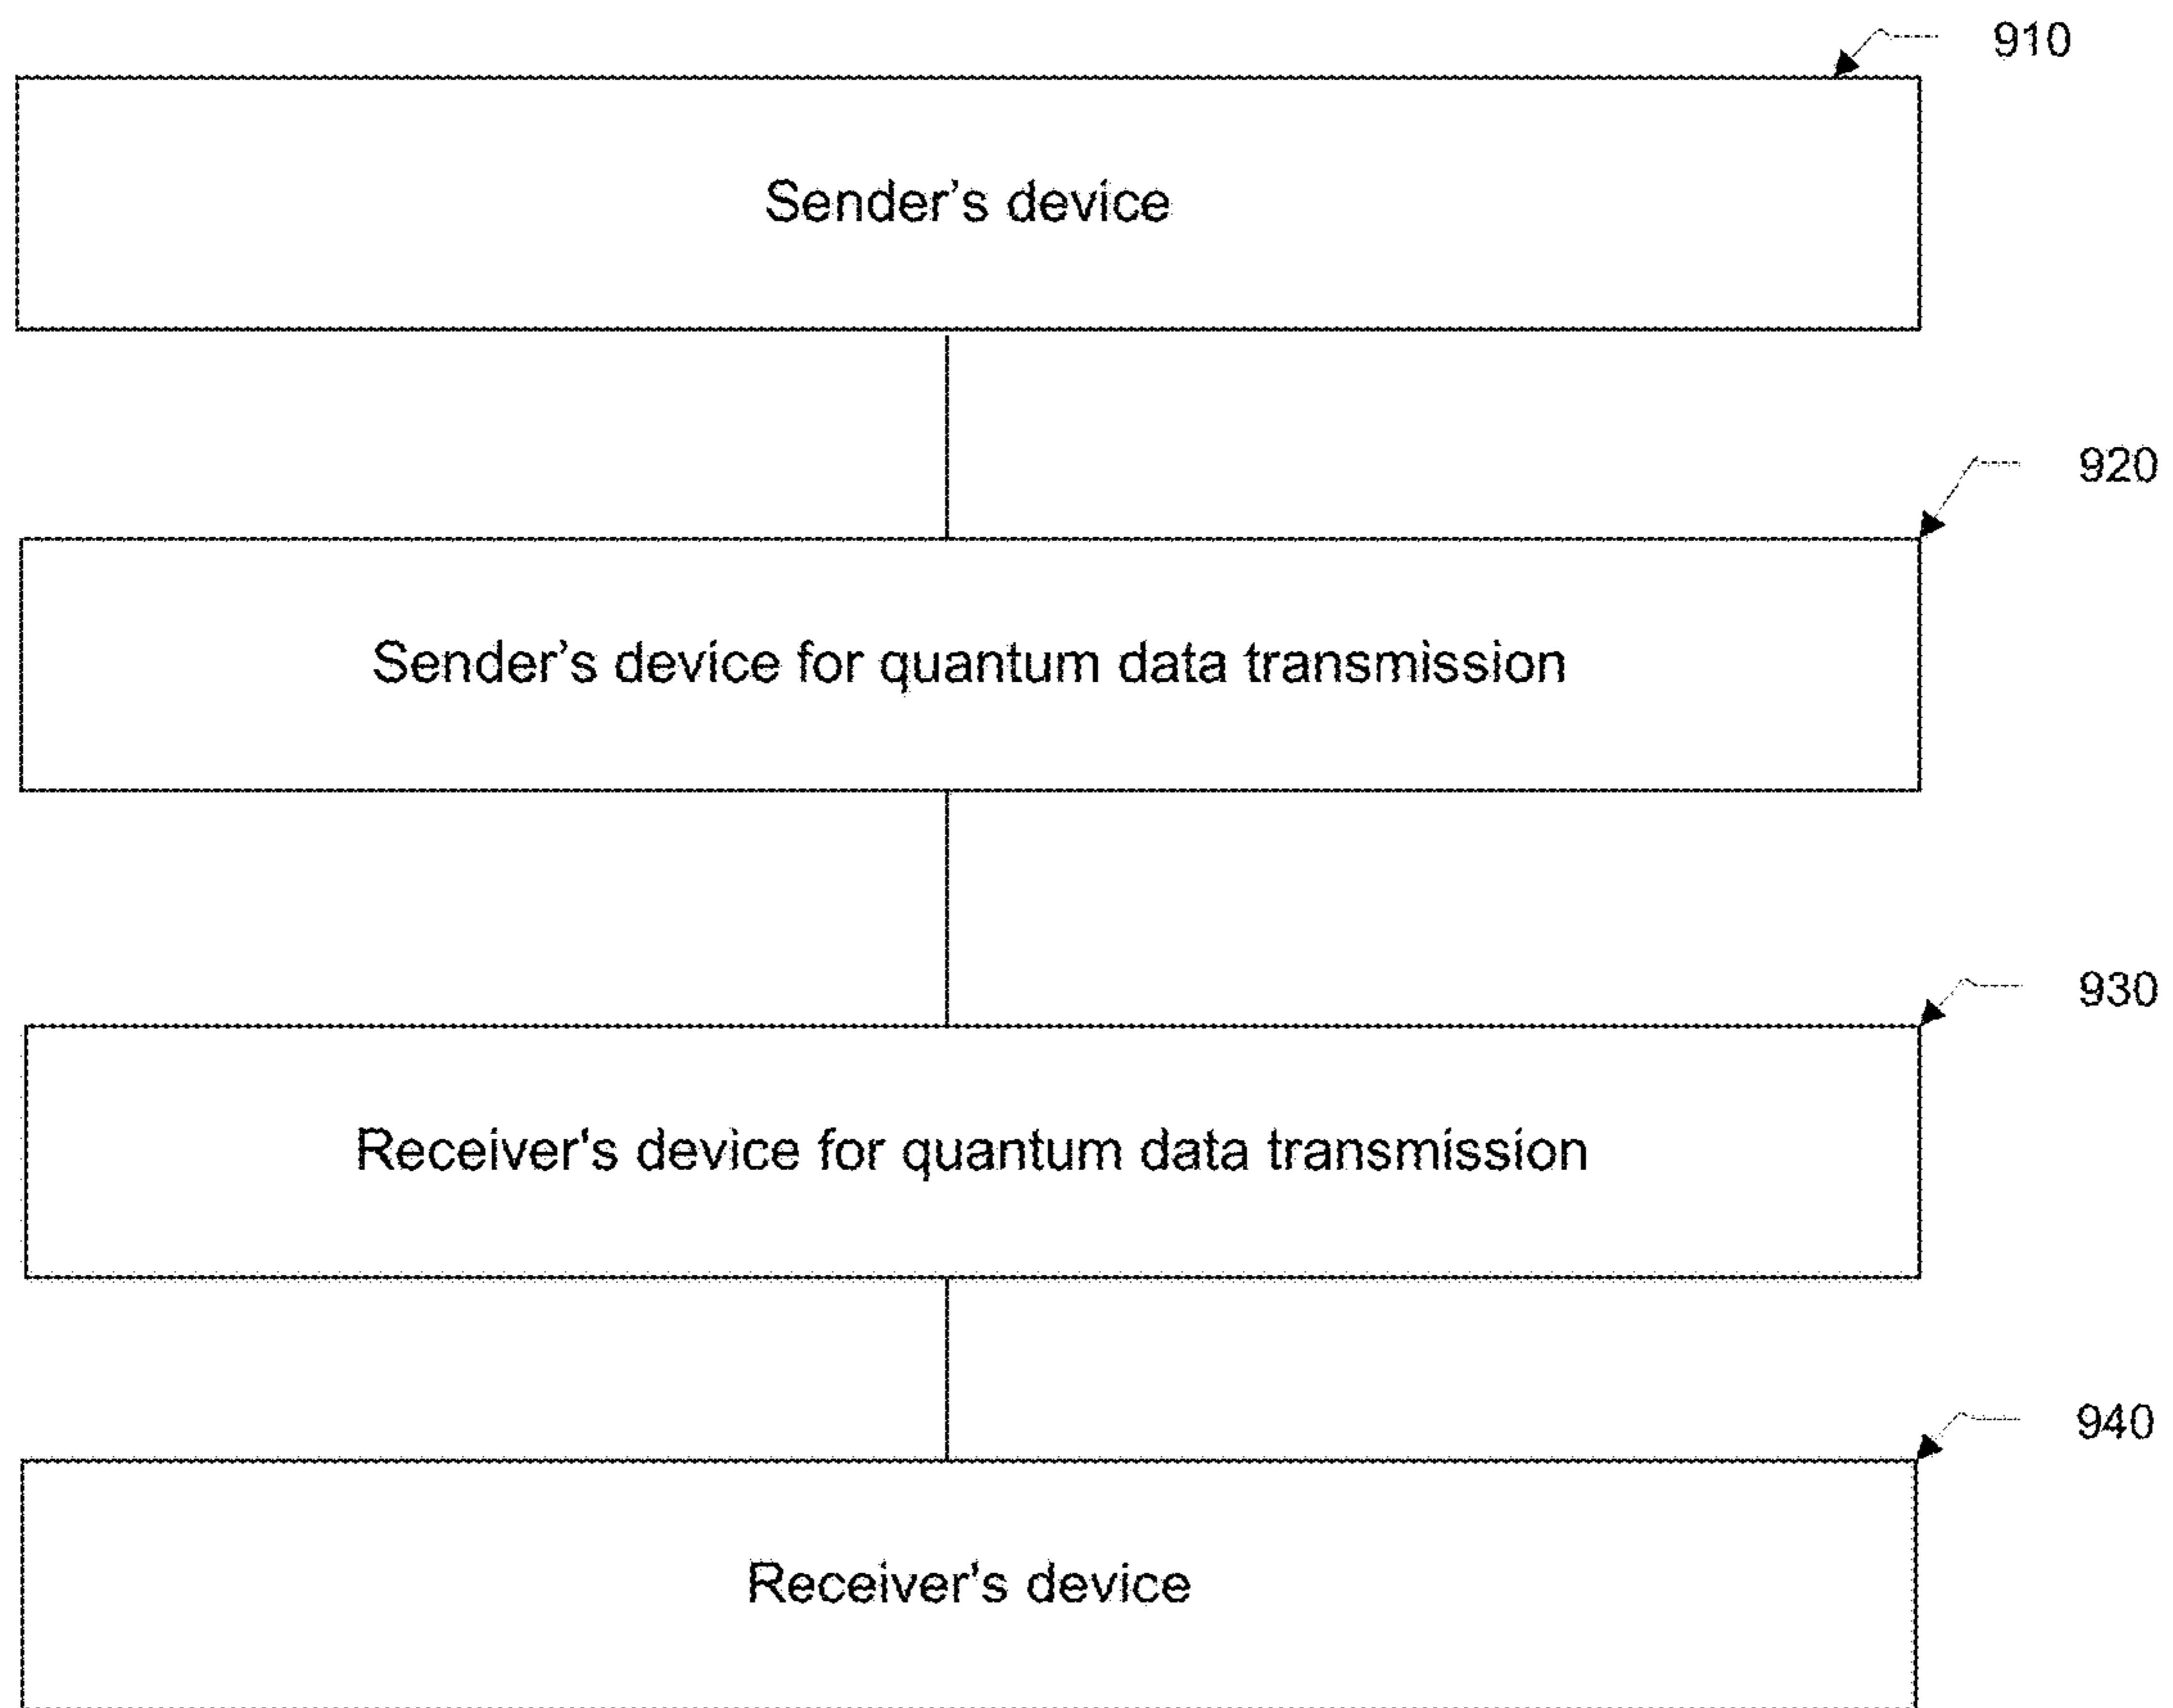 910
Sender’s device
920
Sender’s device for quantum data transmission
930
Receiver's device for quantum data transmission
940
Receiver's device